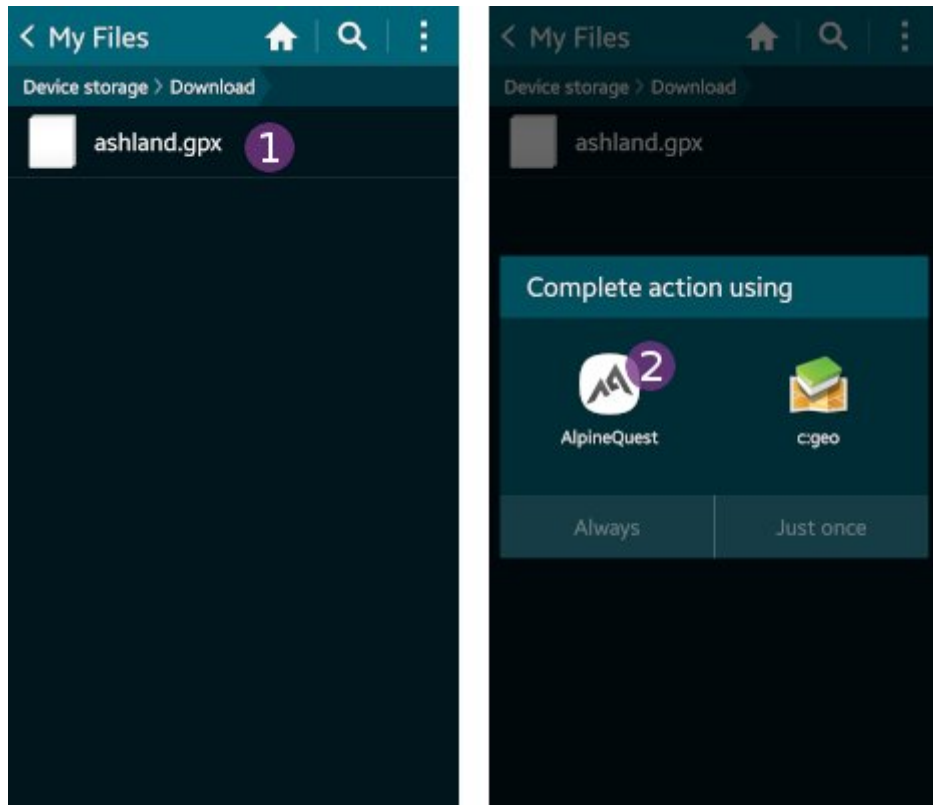 My Files
Device storage > Download
ashland.gpx 1
My Files
Device storage > Download
ashland.gpx
Complete action using
2
AlpineQuest c:geo
Always Just once